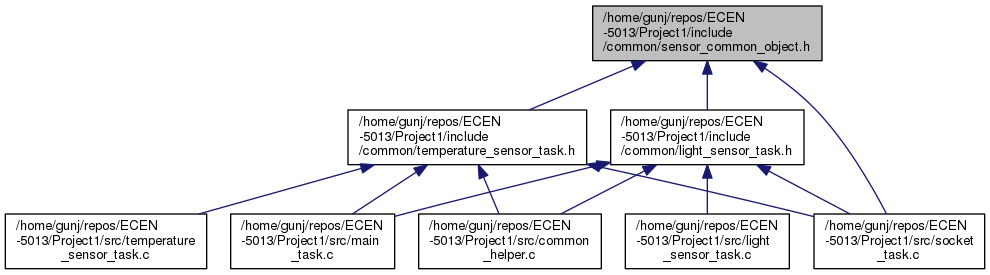 /home/gunj/repos/ECEN
-5013/Project1/include
/common/sensor_common_object.h
/home/gunj/repos/ECEN
-5013/Project1/include
/common/temperature_sensor_task.h
/home/gunj/repos/ECEN
-5013/Project1/include
/common/light_sensor_task.h
/home/gunj/repos/ECEN
-5013/Project1/src/temperature
_sensor_task.c
/home/gunj/repos/ECEN
-5013/Project1/src/main
_task.c
/home/gunj/repos/ECEN
-5013/Project1/src/common
_helper.c
/home/gunj/repos/ECEN
-5013/Project1/src/light
_sensor_task.c
/home/gunj/repos/ECEN
-5013/Project1/src/socket
_task.c